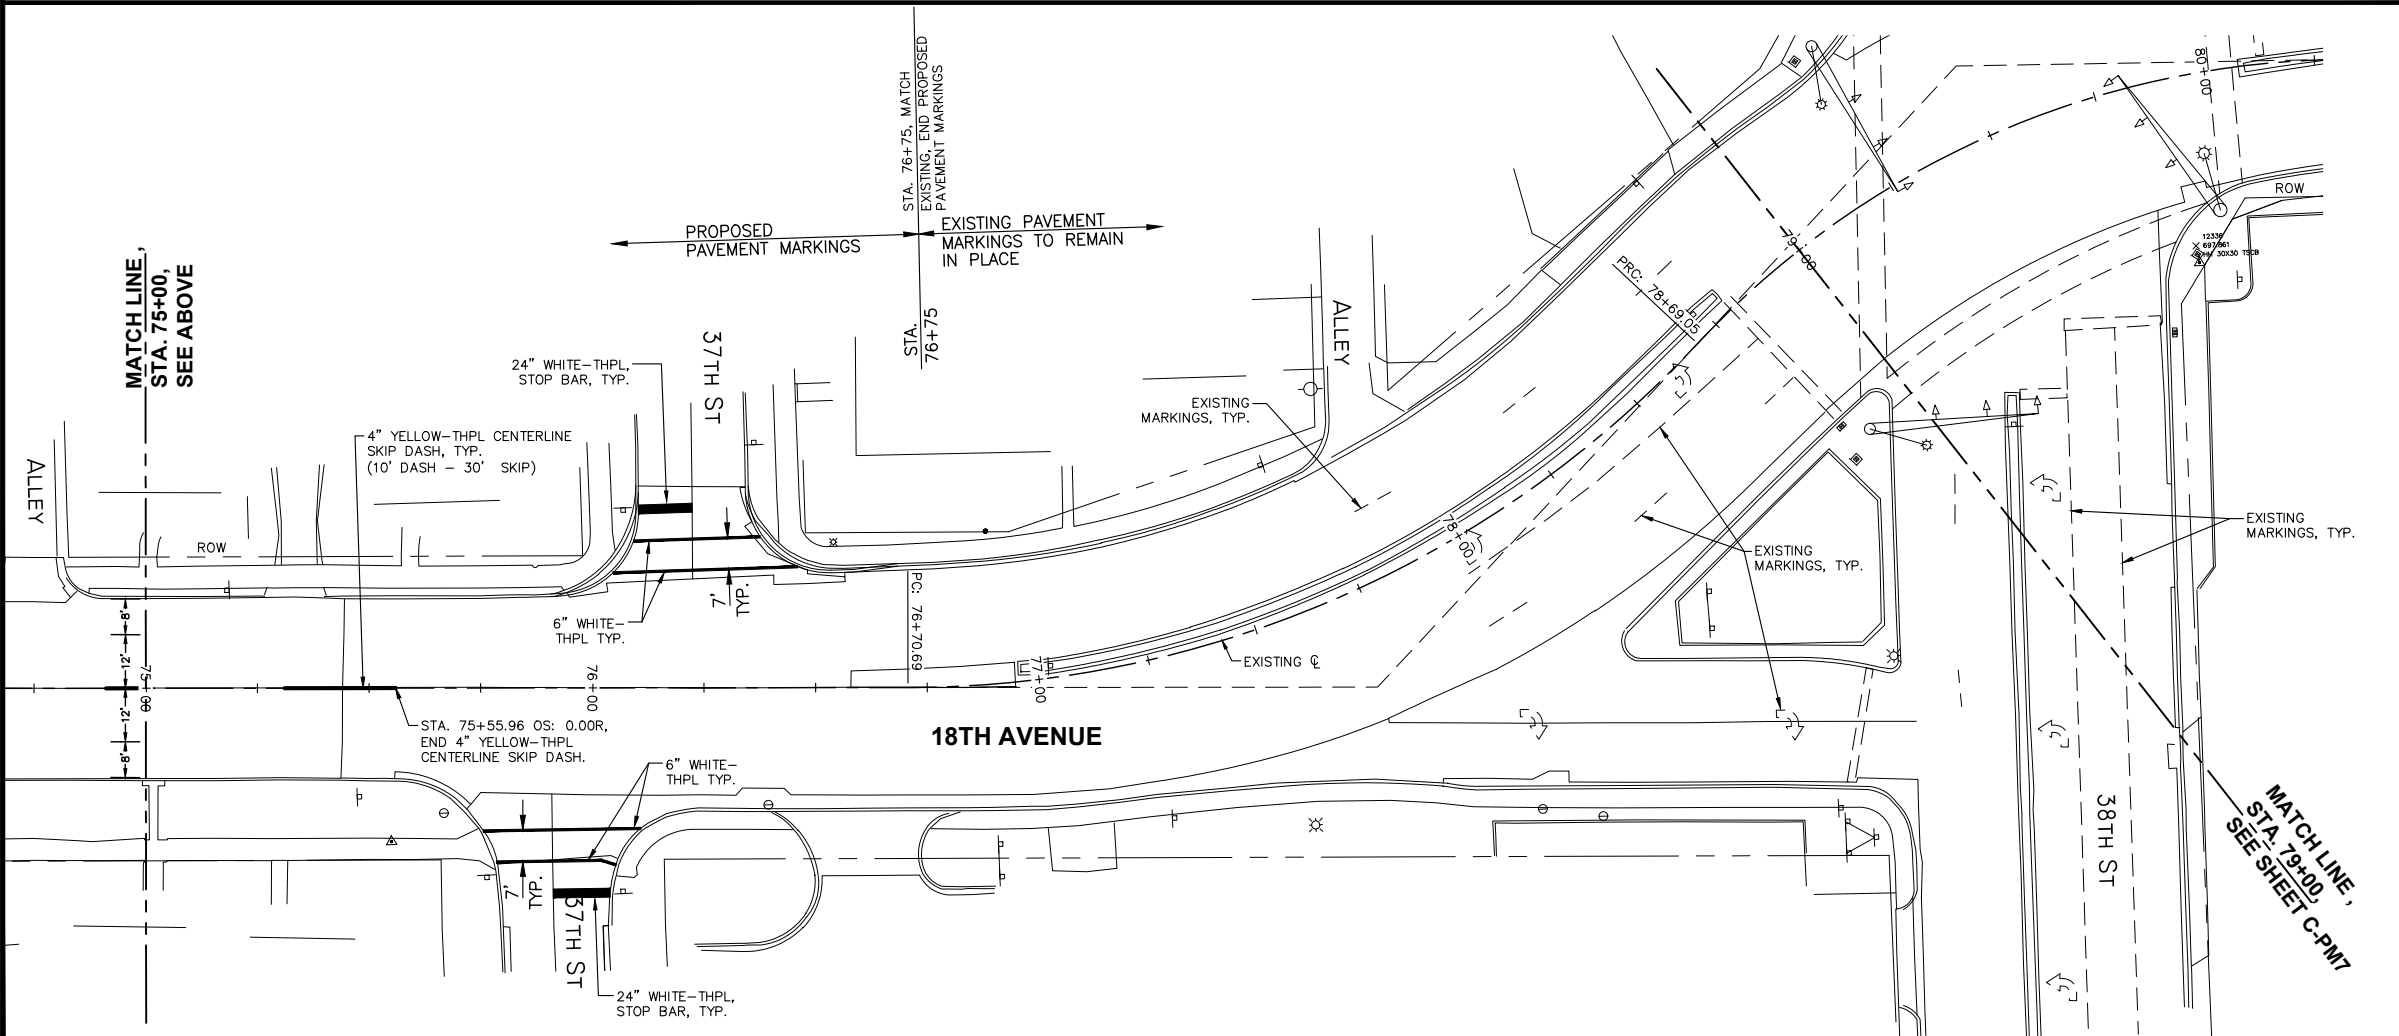 MATCH LINE,
STA. 75+00,
SEE ABOVE
PROPOSED
PAVEMENT MARKINGS
STA. 76+75, MATCH
EXISTING, END PROPOSED
PAVEMENT MARKINGS
EXISTING PAVEMENT
MARKINGS TO REMAIN
IN PLACE
STA.
76+75
37TH ST
24" WHITE-THPL,
STOP BAR, TYP.
4" YELLOW-THPL CENTERLINE
SKIP DASH, TYP.
(10' DASH - 30' SKIP)
ALLEY
ROW
ALLEY
EXISTING
MARKINGS, TYP.
PRC: 78+69.05
79+00
80+00
ROW
12336
697.861
HH 30X30 TSCB
EXISTING
MARKINGS, TYP.
EXISTING
MARKINGS, TYP.
78+00
8'
12'
12'
8'
75+00
76+00
77+00
7'
TYP.
6" WHITE-
THPL TYP.
PC: 76+70.69
EXISTING ℄
STA. 75+55.96 OS: 0.00R,
END 4" YELLOW-THPL
CENTERLINE SKIP DASH.
18TH AVENUE
6" WHITE-
THPL TYP.
7'
TYP.
37TH ST
24" WHITE-THPL,
STOP BAR, TYP.
38TH ST
MATCH LINE,
STA. 79+00,
SEE SHEET C-PM7